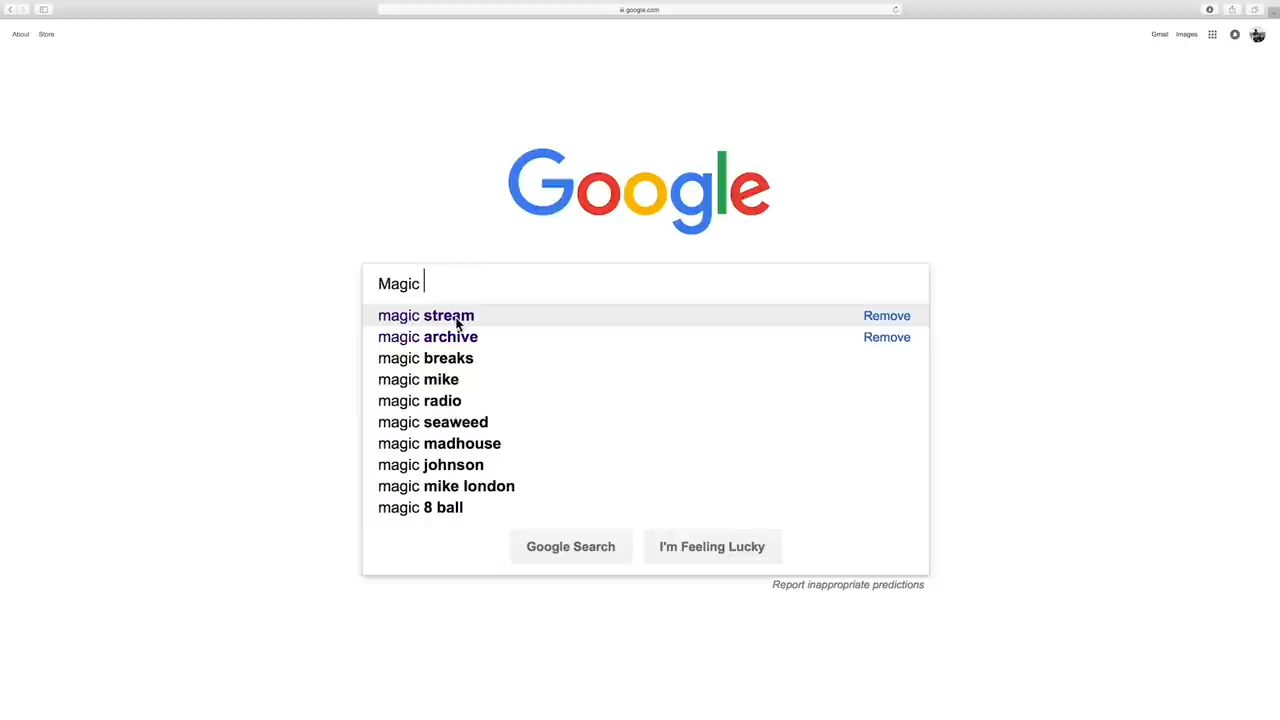 google.com
About Store Gmail Images
Google
Magic
magic stream Remove
magic archive Remove
magic breaks
magic mike
magic radio
magic seaweed
magic madhouse
magic johnson
magic mike london
magic 8 ball
Google Search I'm Feeling Lucky
Report inappropriate predictions